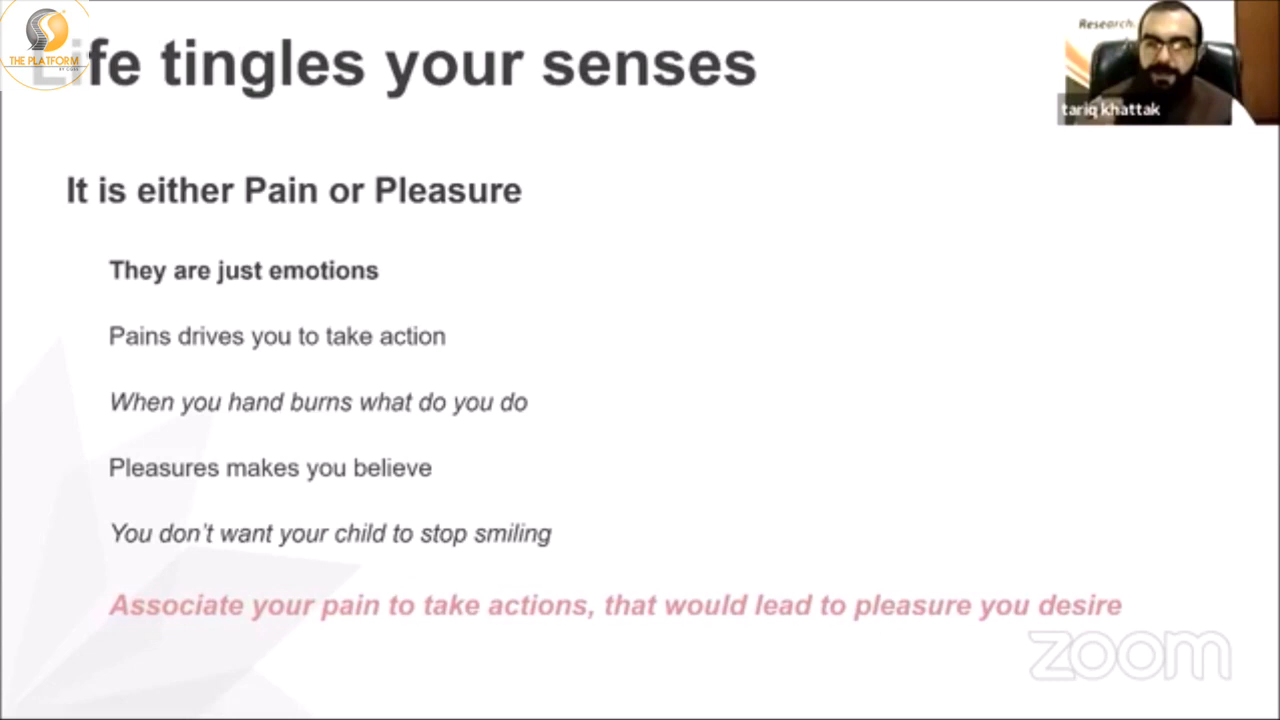 THE PLATFORM
Life tingles your senses
Research.
tariq khattak
It is either Pain or Pleasure
They are just emotions
Pains drives you to take action
When you hand burns what do you do
Pleasures makes you believe
You don't want your child to stop smiling
Associate your pain to take actions, that would lead to pleasure you desire
zoom